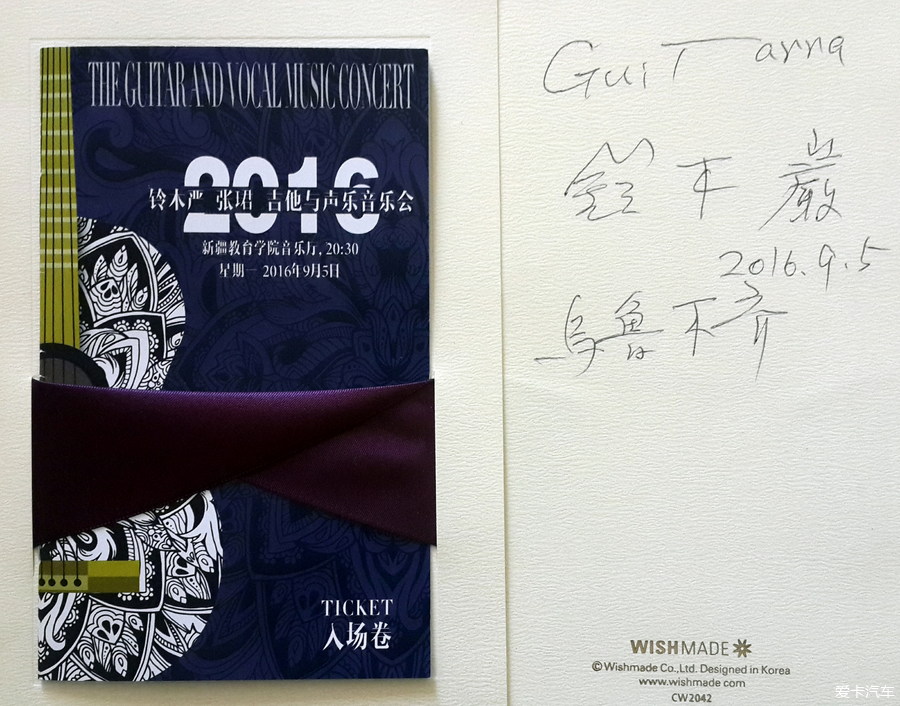 THE GUITAR AND VOCAL MUSIC CONCERT
2016
铃木严 张珺 吉他与声乐音乐会
新疆教育学院音乐厅, 20:30
星期一 2016年9月5日
TICKET
入场卷
GuiTarra
鈴木巌
2016.9.5
乌鲁木齐
WISHMADE
©Wishmade Co.,Ltd. Designed in Korea
www.wishmade.com
CW2042
爱卡汽车